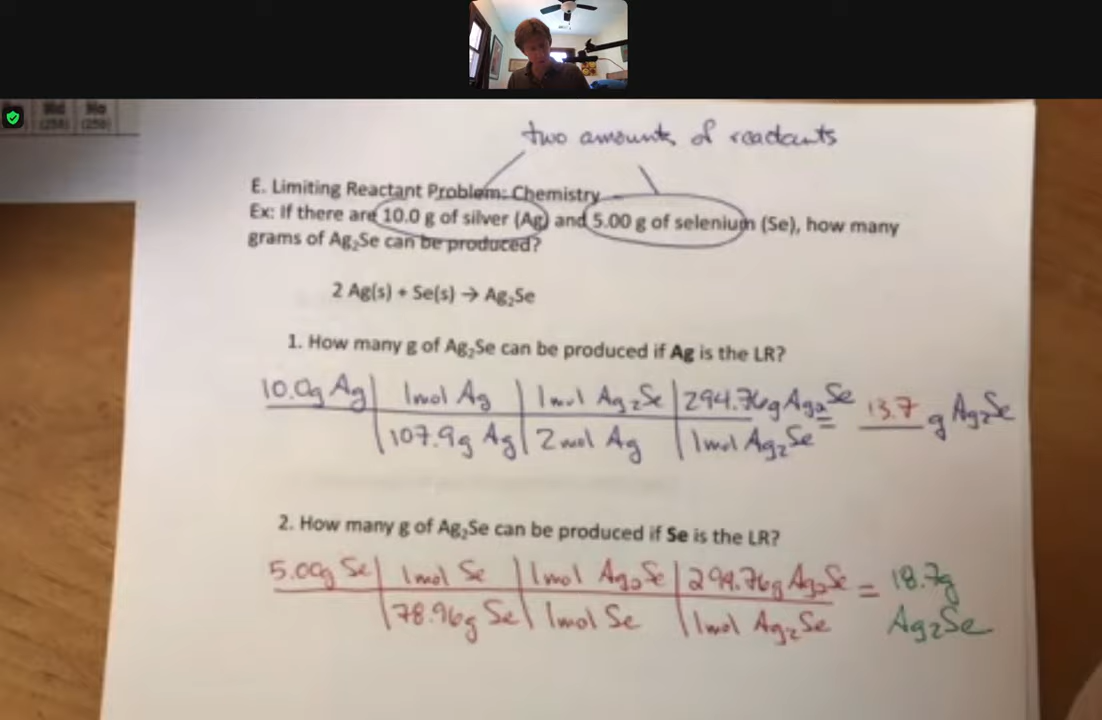 Md No
(258) (259)
two amounts of reactants
E. Limiting Reactant Problem: Chemistry
Ex: If there are 10.0 g of silver (Ag) and 5.00 g of selenium (Se), how many
grams of Ag₂Se can be produced?
2 Ag(s) + Se(s) → Ag₂Se
1. How many g of Ag₂Se can be produced if Ag is the LR?
10.0g Ag | 1mol Ag | 1mol Ag₂Se | 294.76g Ag₂Se = 13.7 g Ag₂Se
107.9g Ag | 2mol Ag | 1mol Ag₂Se
2. How many g of Ag₂Se can be produced if Se is the LR?
5.00g Se | 1mol Se | 1mol Ag₂Se | 294.76g Ag₂Se = 18.7g
78.96g Se | 1mol Se | 1mol Ag₂Se Ag₂Se